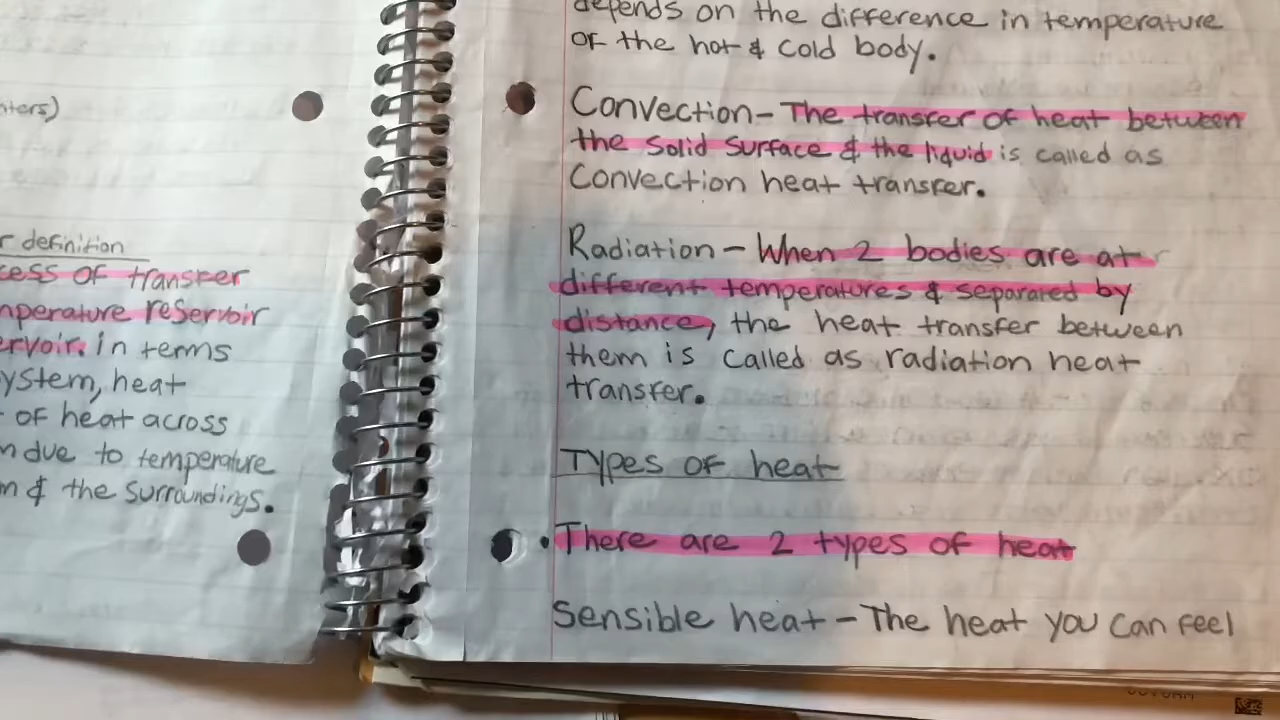 nters)
r definition
cess of transfer
nperature reservoir
ervoir. in terms
ystem, heat
of heat across
n due to temperature
m & the surroundings.
depends on the difference in temperature
of the hot & cold body.
Convection - The transfer of heat between
the solid surface & the liquid is called as
convection heat transfer.
Radiation - When 2 bodies are at
different temperatures & separated by
distance, the heat transfer between
them is called as radiation heat
transfer.
Types of heat
• There are 2 types of heat
Sensible heat - The heat you can feel